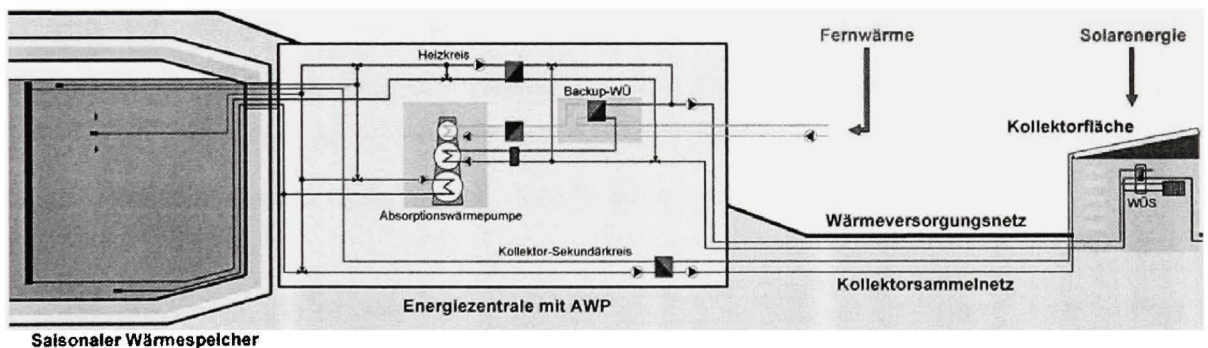 Fernwärme
Solarenergie
Heizkreis
Backup-WÜ
Kollektorfläche
Absorptionswärmepumpe
WÜS
Wärmeversorgungsnetz
Kollektor-Sekundärkreis
Kollektorsammelnetz
Energiezentrale mit AWP
Saisonaler Wärmespeicher